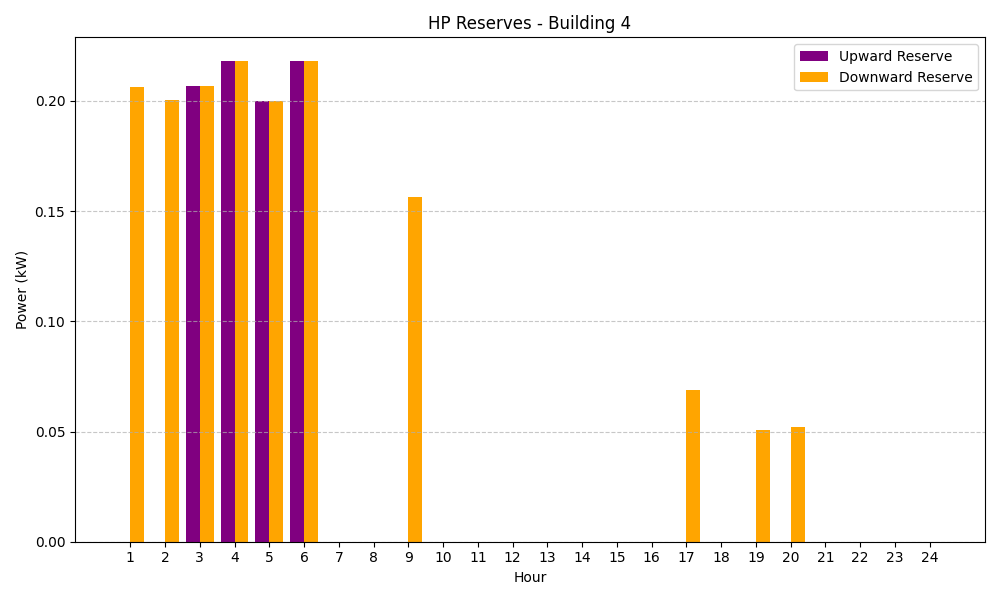 HP Reserves - Building 4
Upward Reserve
Downward Reserve
Power (kW)
0.20
0.15
0.10
0.05
0.00
1 2 3 4 5 6 7 8 9 10 11 12 13 14 15 16 17 18 19 20 21 22 23 24
Hour